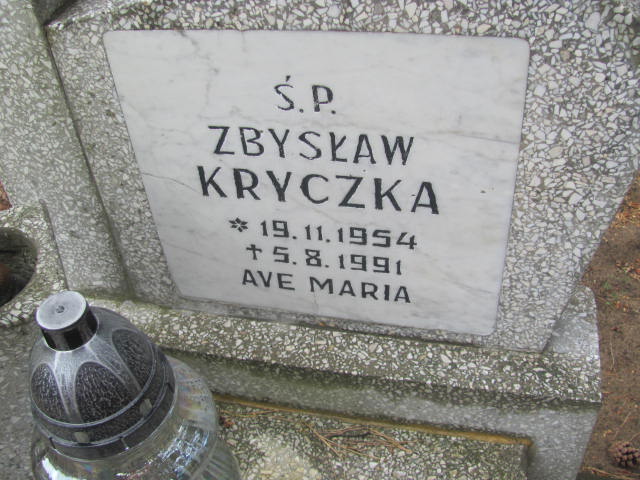 Ś.P.
ZBYSŁAW
KRYCZKA
* 19.11.1954
† 5.8.1991
AVE MARIA